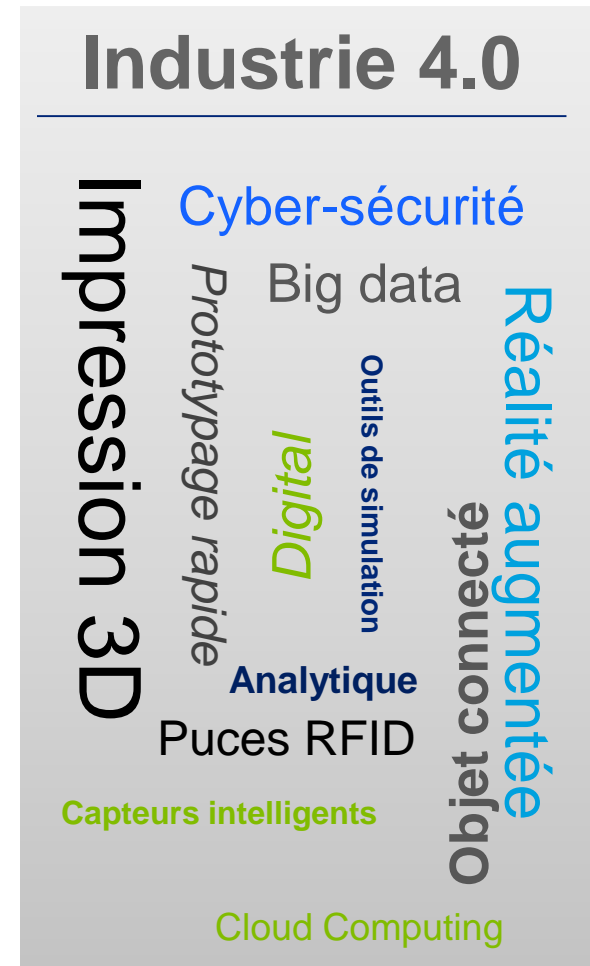 Industrie 4.0
Cyber-sécurité
Impression 3D
Big data
Prototypage rapide
Réalité augmentée
Outils de simulation
Digital
Objet connecté
Analytique
Puces RFID
Capteurs intelligents
Cloud Computing